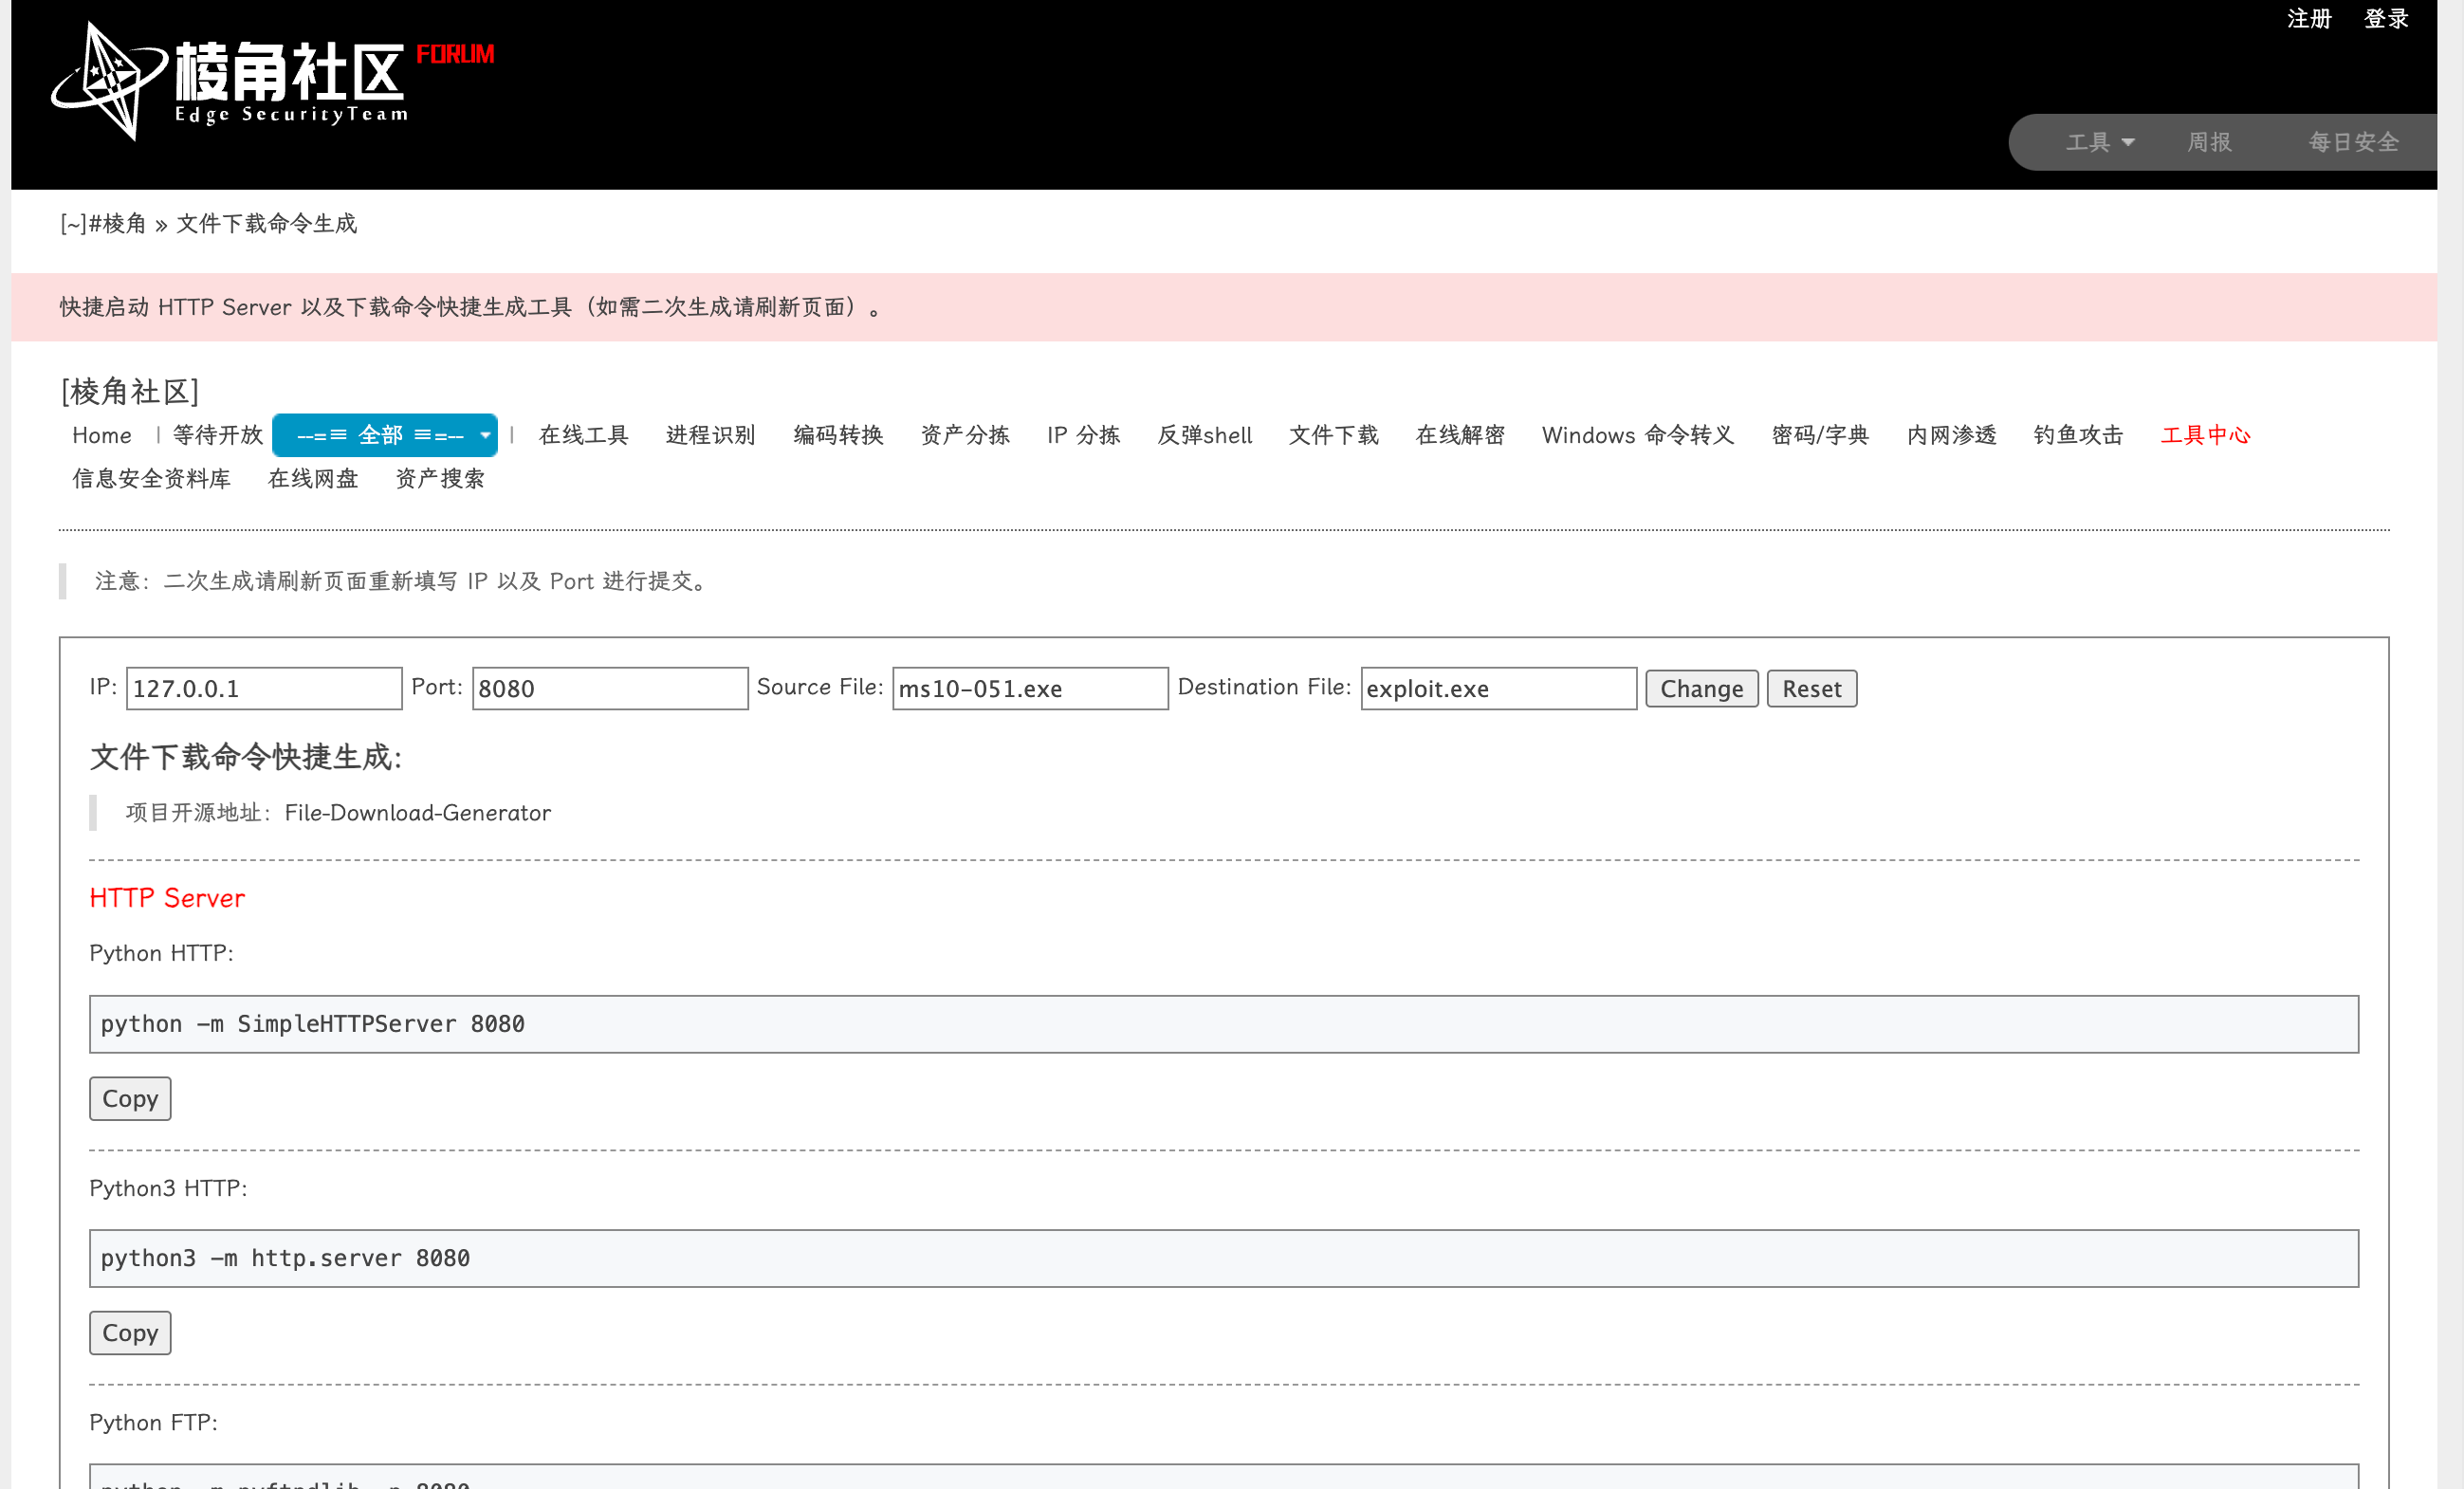 注册 登录
棱角社区 FORUM
Edge SecurityTeam
工具 周报 每日安全
[~]#棱角 » 文件下载命令生成
快捷启动 HTTP Server 以及下载命令快捷生成工具（如需二次生成请刷新页面）。
[棱角社区]
Home | 等待开放 --=≡ 全部 ≡=-- | 在线工具 进程识别 编码转换 资产分拣 IP 分拣 反弹shell 文件下载 在线解密 Windows 命令转义 密码/字典 内网渗透 钓鱼攻击 工具中心
信息安全资料库 在线网盘 资产搜索
注意：二次生成请刷新页面重新填写 IP 以及 Port 进行提交。
IP: 127.0.0.1 Port: 8080 Source File: ms10-051.exe Destination File: exploit.exe Change Reset
文件下载命令快捷生成:
项目开源地址：File-Download-Generator
HTTP Server
Python HTTP:
python -m SimpleHTTPServer 8080
Copy
Python3 HTTP:
python3 -m http.server 8080
Copy
Python FTP: